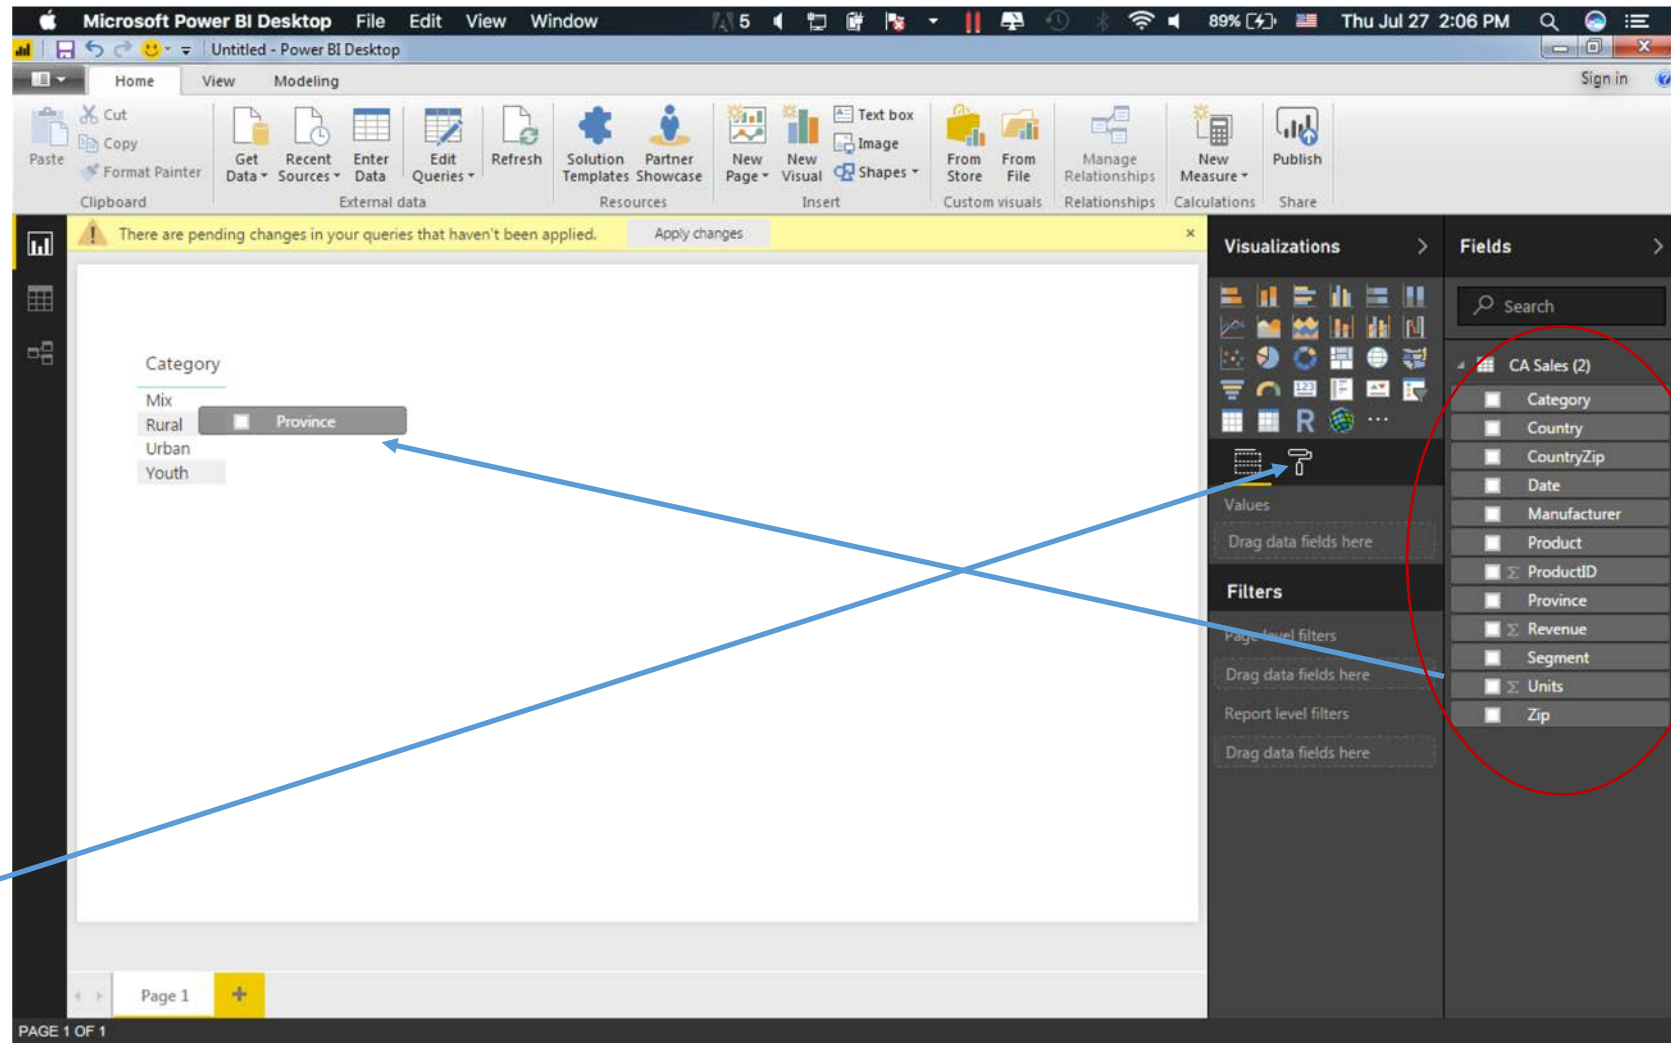 Microsoft Power BI Desktop File Edit View Window 5 89% Thu Jul 27 2:06 PM
Untitled - Power BI Desktop
Home View Modeling Sign in
Paste
Cut
Copy
Format Painter
Clipboard
Get Data
Recent Sources
Enter Data
Edit Queries
Refresh
External data
Solution Templates
Partner Showcase
Resources
New Page
New Visual
Text box
Image
Shapes
Insert
From Store
From File
Custom visuals
Manage Relationships
Relationships
New Measure
Calculations
Publish
Share
There are pending changes in your queries that haven't been applied. Apply changes
Category
Mix
Rural
Urban
Youth
Province
Visualizations
123
R
Values
Drag data fields here
Filters
Page level filters
Drag data fields here
Report level filters
Drag data fields here
Fields
Search
CA Sales (2)
Category
Country
CountryZip
Date
Manufacturer
Product
Σ ProductID
Province
Σ Revenue
Segment
Σ Units
Zip
Page 1
PAGE 1 OF 1